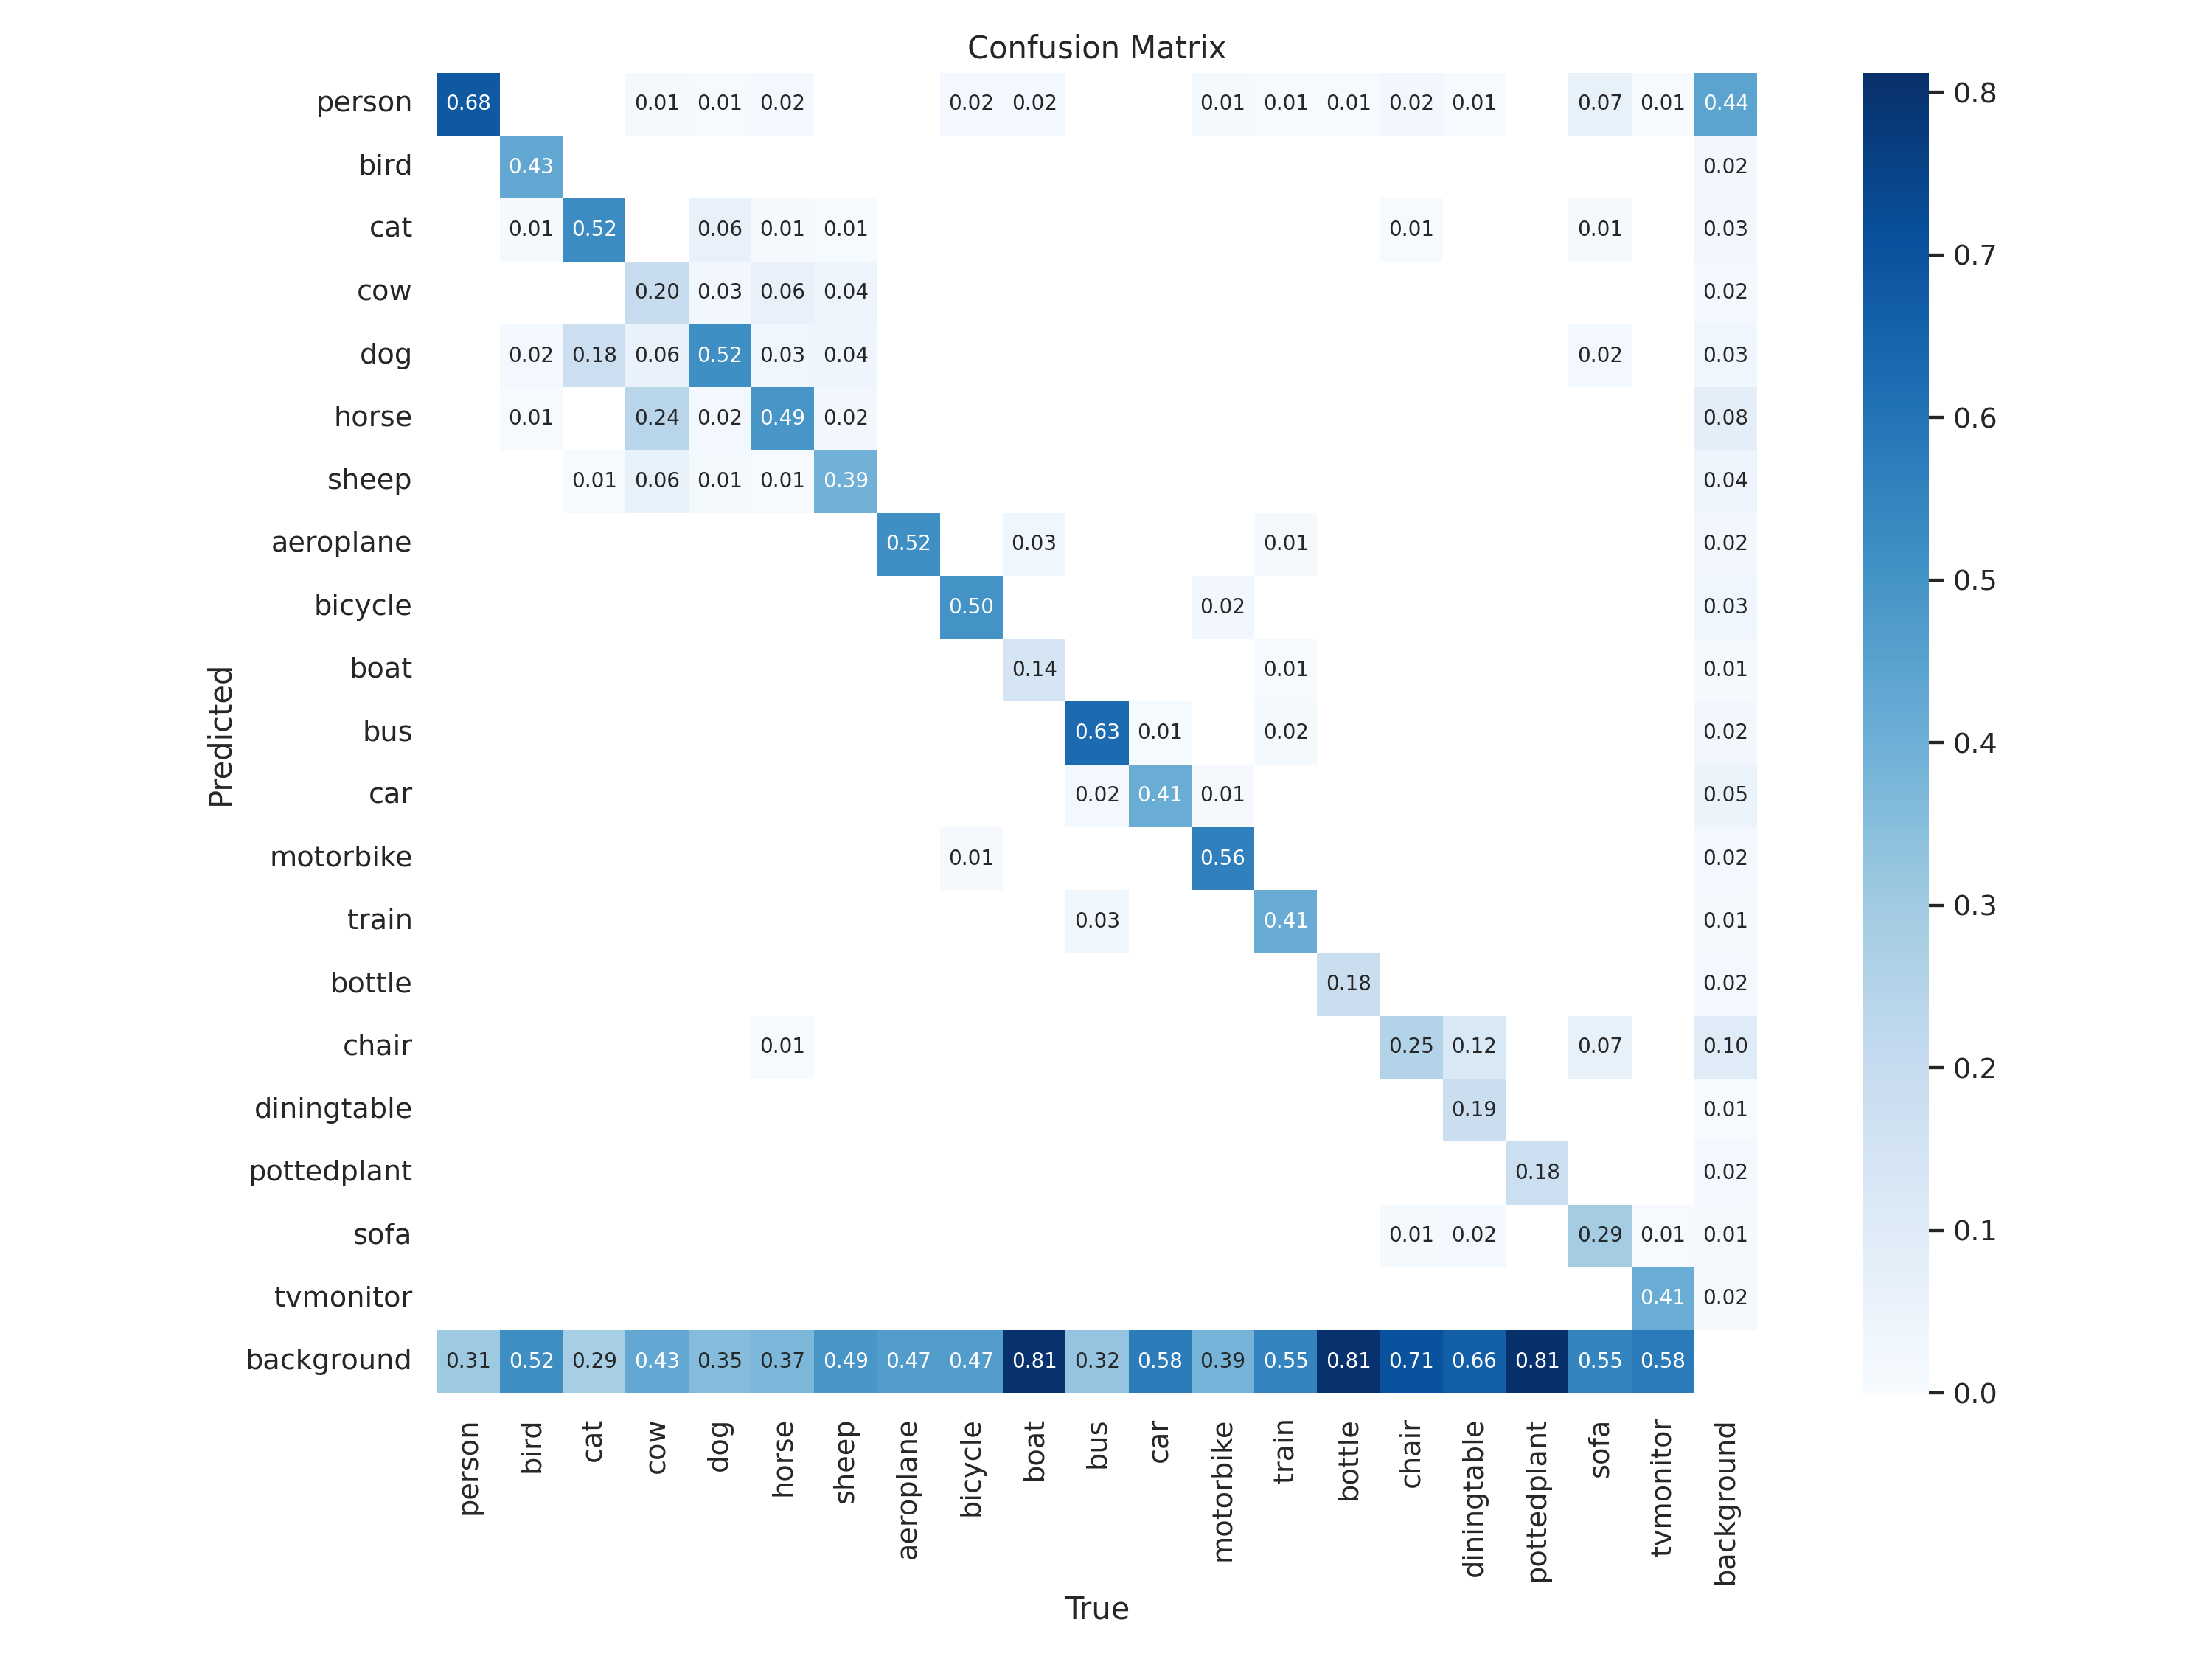 Confusion Matrix
person 0.68 0.01 0.01 0.02 0.02 0.02 0.01 0.01 0.01 0.02 0.01 0.07 0.01 0.44
bird 0.43 0.02
cat 0.01 0.52 0.06 0.01 0.01 0.01 0.01 0.03
cow 0.20 0.03 0.06 0.04 0.02
dog 0.02 0.18 0.06 0.52 0.03 0.04 0.02 0.03
horse 0.01 0.24 0.02 0.49 0.02 0.08
sheep 0.01 0.06 0.01 0.01 0.39 0.04
aeroplane 0.52 0.03 0.01 0.02
bicycle 0.50 0.02 0.03
boat 0.14 0.01 0.01
bus 0.63 0.01 0.02 0.02
car 0.02 0.41 0.01 0.05
motorbike 0.01 0.56 0.02
train 0.03 0.41 0.01
bottle 0.18 0.02
chair 0.01 0.25 0.12 0.07 0.10
diningtable 0.19 0.01
pottedplant 0.18 0.02
sofa 0.01 0.02 0.29 0.01 0.01
tvmonitor 0.41 0.02
background 0.31 0.52 0.29 0.43 0.35 0.37 0.49 0.47 0.47 0.81 0.32 0.58 0.39 0.55 0.81 0.71 0.66 0.81 0.55 0.58
person bird cat cow dog horse sheep aeroplane bicycle boat bus car motorbike train bottle chair diningtable pottedplant sofa tvmonitor background
True
Predicted
0.8
0.7
0.6
0.5
0.4
0.3
0.2
0.1
0.0